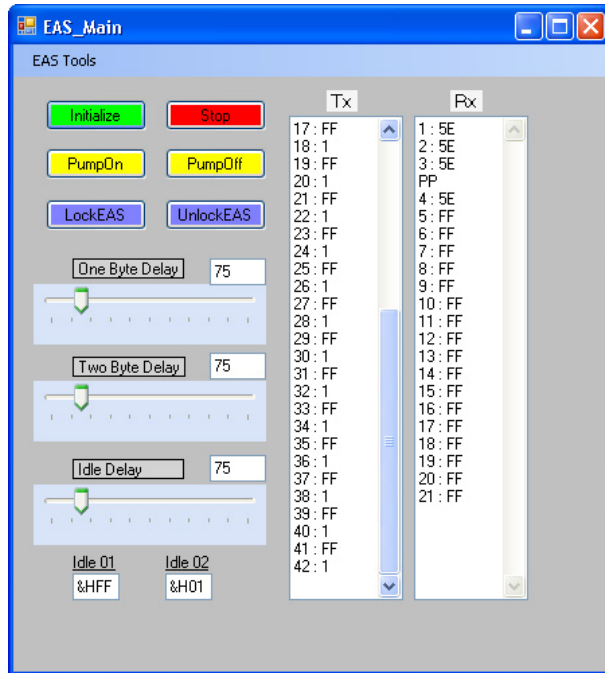 EAS_Main
EAS Tools
Initialize
Stop
PumpOn
PumpOff
LockEAS
UnlockEAS
One Byte Delay
75
Two Byte Delay
75
Idle Delay
75
Idle 01
Idle 02
&HFF
&H01
Tx
17 : FF
18 : 1
19 : FF
20 : 1
21 : FF
22 : 1
23 : FF
24 : 1
25 : FF
26 : 1
27 : FF
28 : 1
29 : FF
30 : 1
31 : FF
32 : 1
33 : FF
34 : 1
35 : FF
36 : 1
37 : FF
38 : 1
39 : FF
40 : 1
41 : FF
42 : 1
Rx
1 : 5E
2 : 5E
3 : 5E
PP
4 : 5E
5 : FF
6 : FF
7 : FF
8 : FF
9 : FF
10 : FF
11 : FF
12 : FF
13 : FF
14 : FF
15 : FF
16 : FF
17 : FF
18 : FF
19 : FF
20 : FF
21 : FF